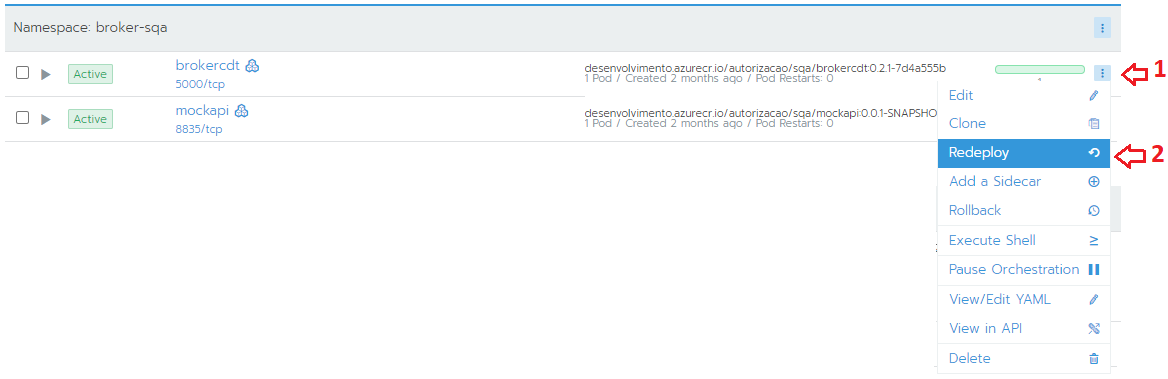 Namespace: broker-sqa
Active
brokercdt
5000/tcp
desenvolvimento.azurecr.io/autorizacao/sqa/brokercdt:0.2.1-7d4a555b
1 Pod / Created 2 months ago / Pod Restarts: 0
1
Active
mockapi
8835/tcp
desenvolvimento.azurecr.io/autorizacao/sqa/mockapi:0.0.1-SNAPSHO
1 Pod / Created 2 months ago / Pod Restarts: 0
Edit
Clone
Redeploy
2
Add a Sidecar
Rollback
Execute Shell
Pause Orchestration
View/Edit YAML
View in API
Delete